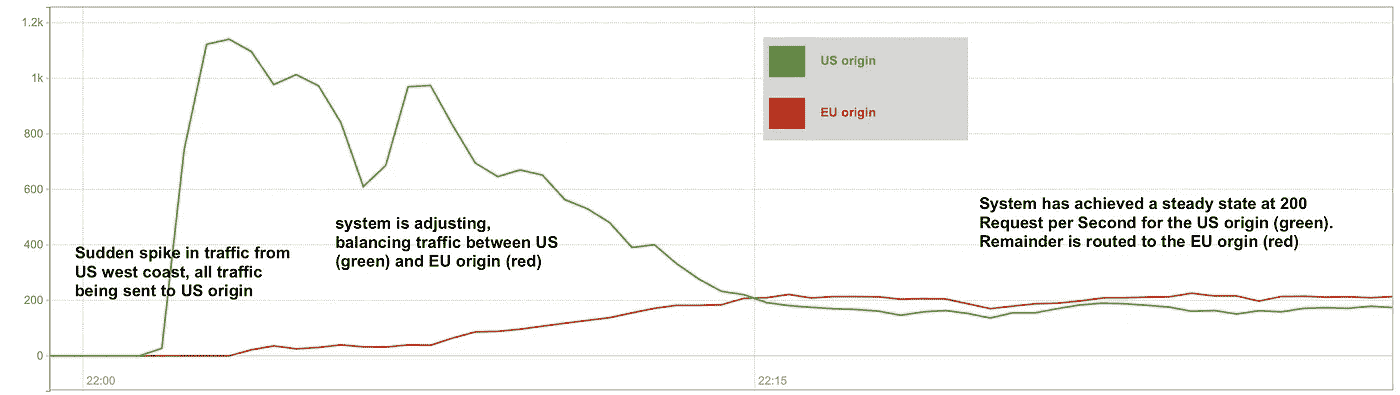 1.2k
1k
800
600
400
200
0
22:00
22:15
US origin
EU origin
Sudden spike in traffic from
US west coast, all traffic
being sent to US origin
system is adjusting,
balancing traffic between US
(green) and EU origin (red)
System has achieved a steady state at 200
Request per Second for the US origin (green).
Remainder is routed to the EU orgin (red)